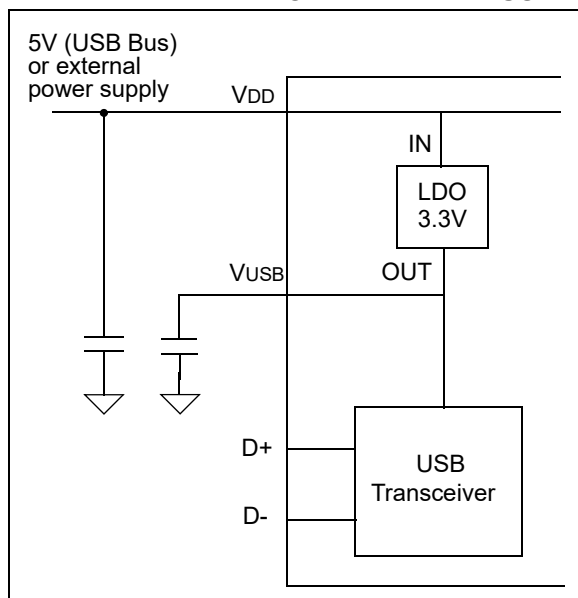 5V (USB Bus)
or external
power supply
VDD
IN
LDO
3.3V
VUSB
OUT
D+
USB
Transceiver
D-